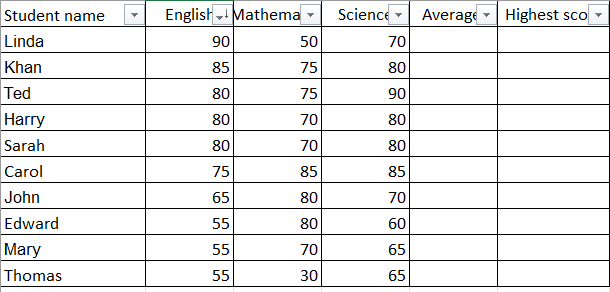 Student name English Mathema Science Average Highest sco
Linda 90 50 70
Khan 85 75 80
Ted 80 75 90
Harry 80 70 80
Sarah 80 70 80
Carol 75 85 85
John 65 80 70
Edward 55 80 60
Mary 55 70 65
Thomas 55 30 65